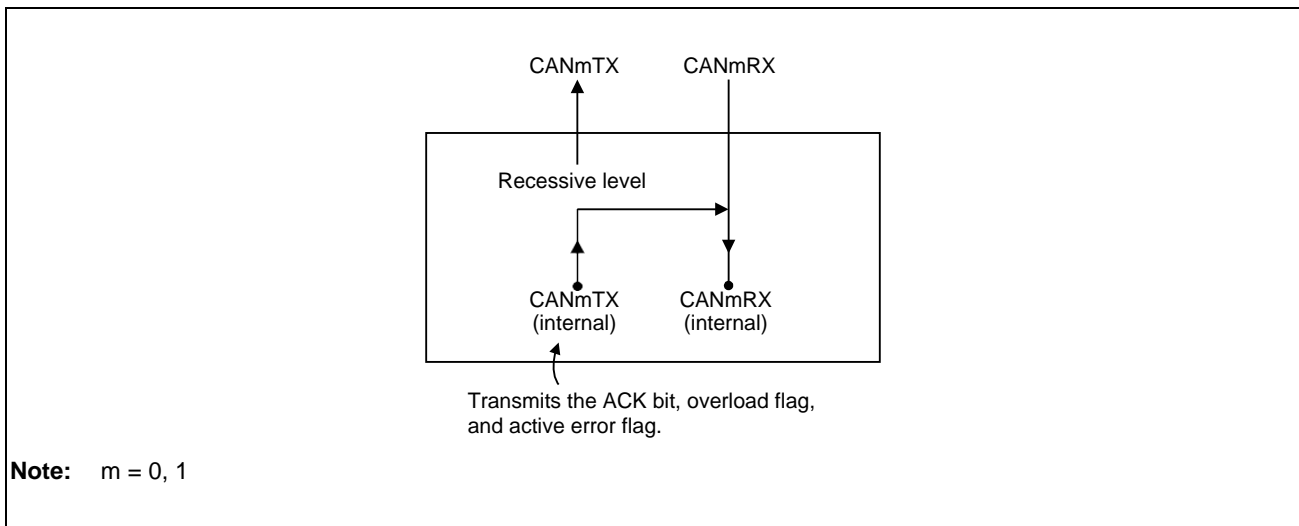 CANmTX CANmRX
Recessive level
CANmTX CANmRX
(internal) (internal)
Transmits the ACK bit, overload flag,
and active error flag.
Note: m = 0, 1